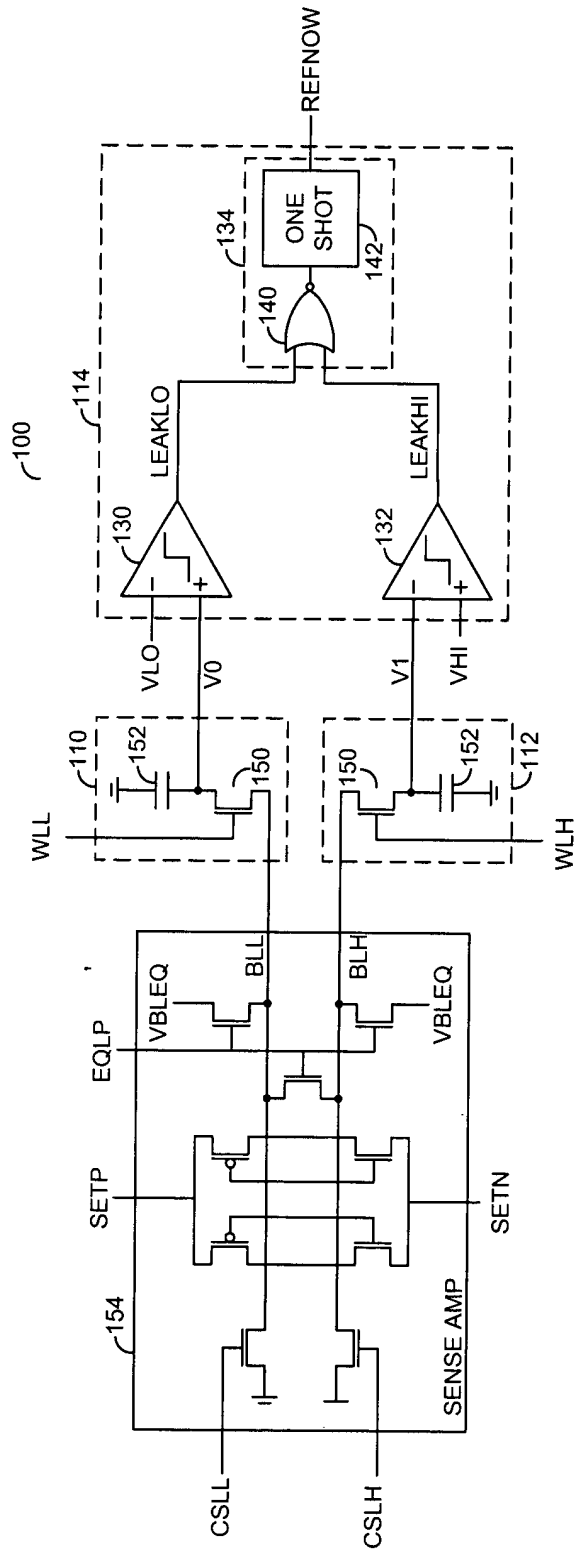 100
154
SENSE AMP
CSLL
CSLH
SETP
SETN
EQLP
VBLEQ
VBLEQ
BLL
BLH
WLL
WLH
110
152
150
150
152
112
VLO
V0
V1
VHI
114
130
132
LEAKLO
LEAKHI
134
140
ONE
SHOT
142
REFNOW